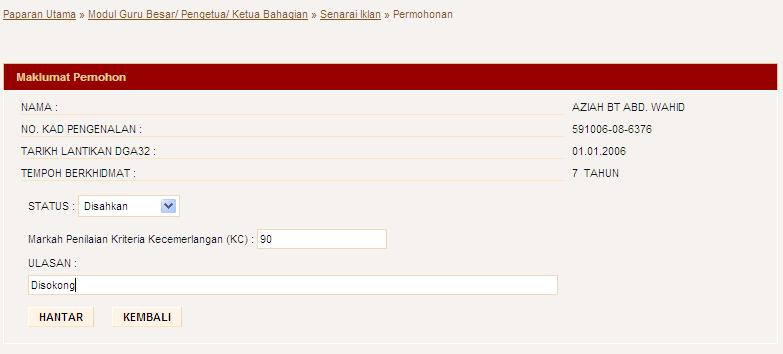 Paparan Utama » Modul Guru Besar/ Pengetua/ Ketua Bahagian » Senarai Iklan » Permohonan
Maklumat Pemohon
NAMA : AZIAH BT ABD. WAHID
NO. KAD PENGENALAN : 591006-08-6376
TARIKH LANTIKAN DGA32 : 01.01.2006
TEMPOH BERKHIDMAT : 7 TAHUN
STATUS : Disahkan
Markah Penilaian Kriteria Kecemerlangan (KC) : 90
ULASAN :
Disokong
HANTAR KEMBALI